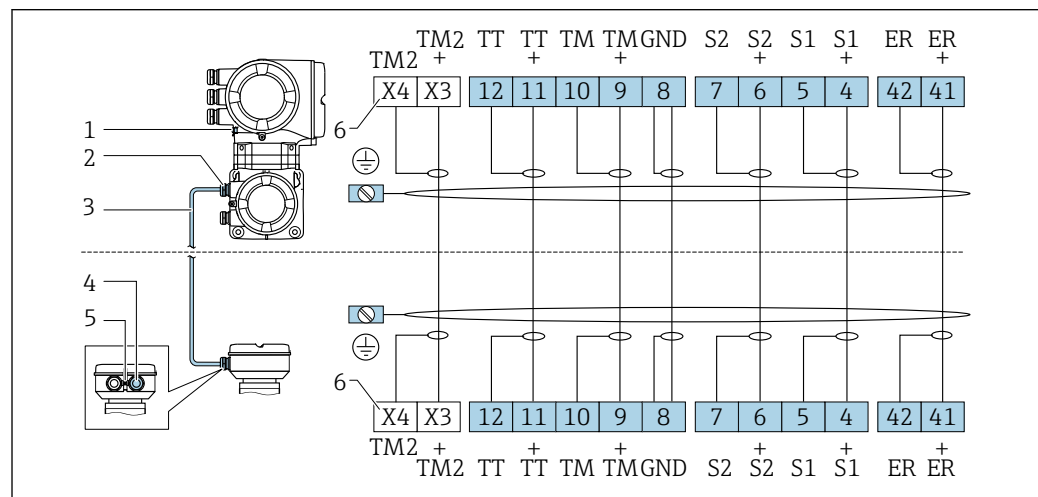 TM2 TT TT TM TM GND S2 S2 S1 S1 ER ER
TM2 + + + + + +
X4 X3 12 11 10 9 8 7 6 5 4 42 41
6
1
2
3
4
5
6
X4 X3 12 11 10 9 8 7 6 5 4 42 41
TM2 + + + + + +
TM2 TT TT TM TM GND S2 S2 S1 S1 ER ER